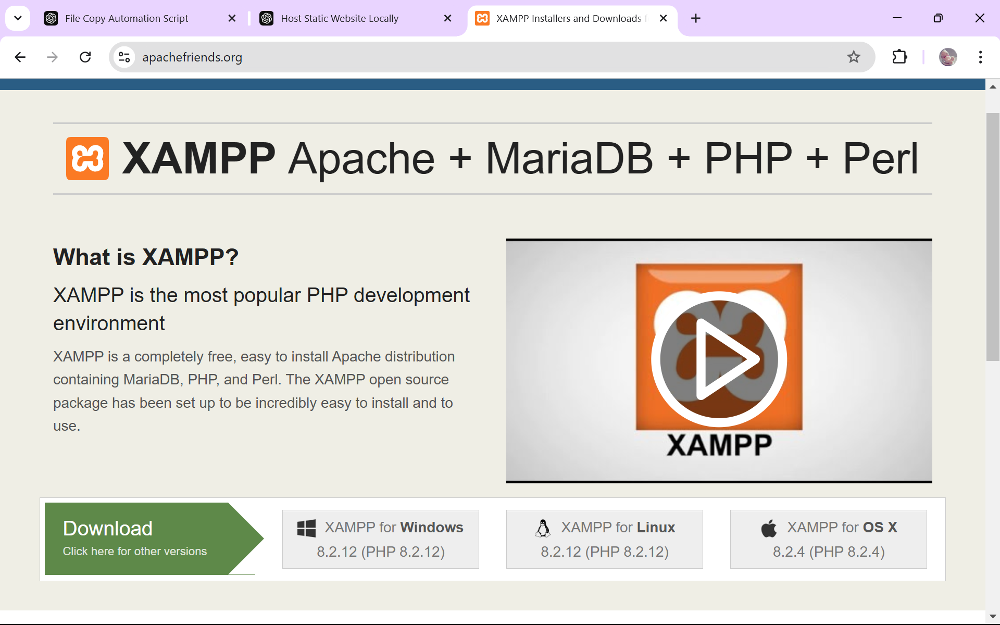 File Copy Automation Script
Host Static Website Locally
XAMPP Installers and Downloads f
apachefriends.org
XAMPP Apache + MariaDB + PHP + Perl
What is XAMPP?
XAMPP is the most popular PHP development
environment
XAMPP is a completely free, easy to install Apache distribution
containing MariaDB, PHP, and Perl. The XAMPP open source
package has been set up to be incredibly easy to install and to
use.
XAMPP
Download
Click here for other versions
XAMPP for Windows
8.2.12 (PHP 8.2.12)
XAMPP for Linux
8.2.12 (PHP 8.2.12)
XAMPP for OS X
8.2.4 (PHP 8.2.4)